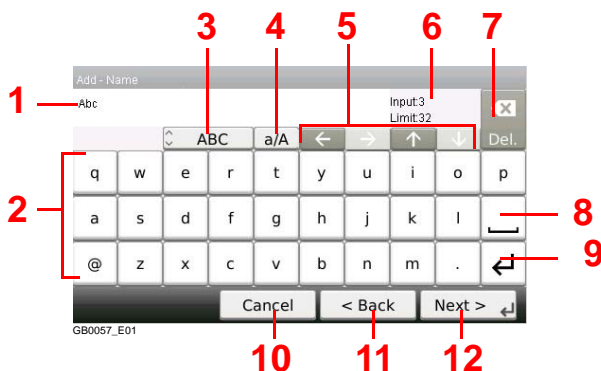 3 4 5 6 7
Add - Name
1 Abc Input:3
Limit:32
ABC a/A ← → ↑ ↓ Del.
2
q w e r t y u i o p
a s d f g h j k l 8
@ z x c v b n m . 9
Cancel < Back Next >
GB0057_E01
10 11 12